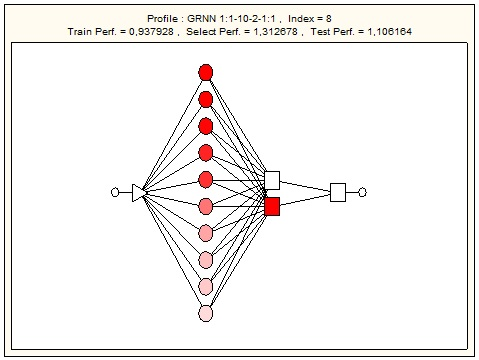 Profile : GRNN 1:1-10-2-1:1 , Index = 8
Train Perf. = 0,937928 , Select Perf. = 1,312678 , Test Perf. = 1,106164